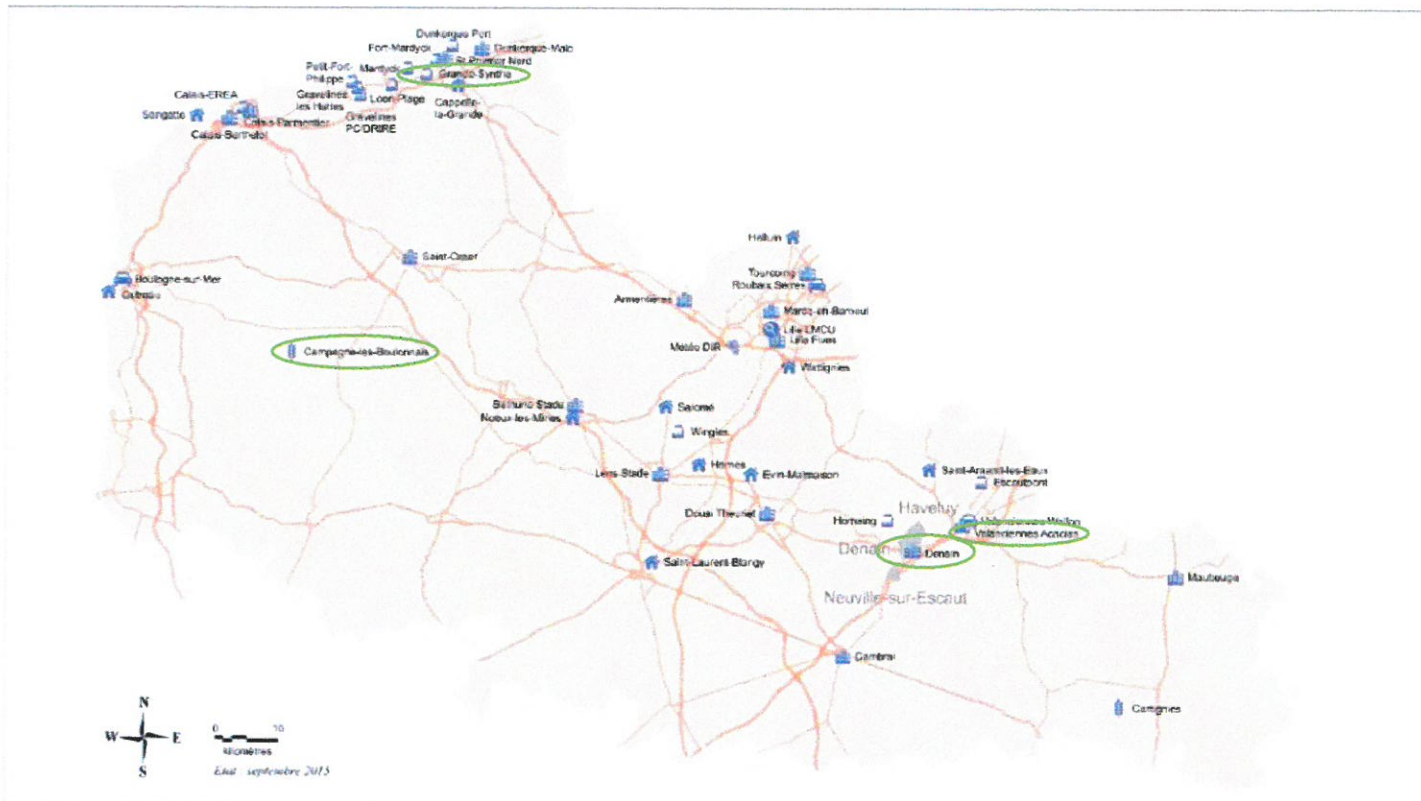 Dunkerque Port
Fort-Mardyck
Dunkerque-Malo
St-Pol-mer Nord
Petit-Fort-
Philippe
Mardyck
Grande-Synthe
Calais-EREA
Gravelines
les Huttes
Loon-Plage
Cappelle-
la-Grande
Sangatte
Calais-Parmentier
Gravelines
PC/DRIRE
Calais-Berthelot
Halluin
Saint-Omer
Tourcoing
Boulogne-sur-Mer
Roubaix Serres
Outreau
Armentières
Marcq-en-Baroeul
Lille LMCU
Lille Fives
Météo DIR
Campagne-les-Boulonnais
Wattignies
Béthune Stade
Salomé
Noeux-les-Mines
Wingles
Harnes
Saint-Amand-les-Eaux
Lens Stade
Evin-Malmaison
Escautpont
Haveluy
Douai Theuriet
Hornaing
Valenciennes Wallon
Valenciennes Acacias
Denain
Denain
Saint-Laurent-Blangy
Maubeuge
Neuville-sur-Escaut
Cambrai
Cartignies
N
W E
S
0 10
kilomètres
Etat : septembre 2015